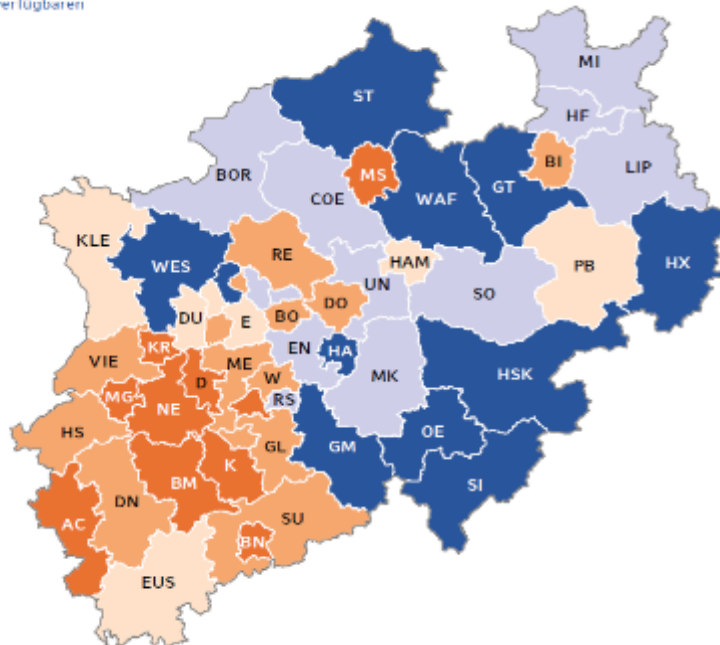 verfügbaren
MI
ST
HF
BI
LIP
MS
BOR
GT
COE
WAF
KLE
RE
HAM
PB
HX
WES
UN
SO
DO
DU
E
BO
KR
EN
HA
VIE
ME
HSK
MK
W
D
MG
RS
NE
HS
OE
GL
GM
K
BM
SI
DN
SU
AC
BN
EUS